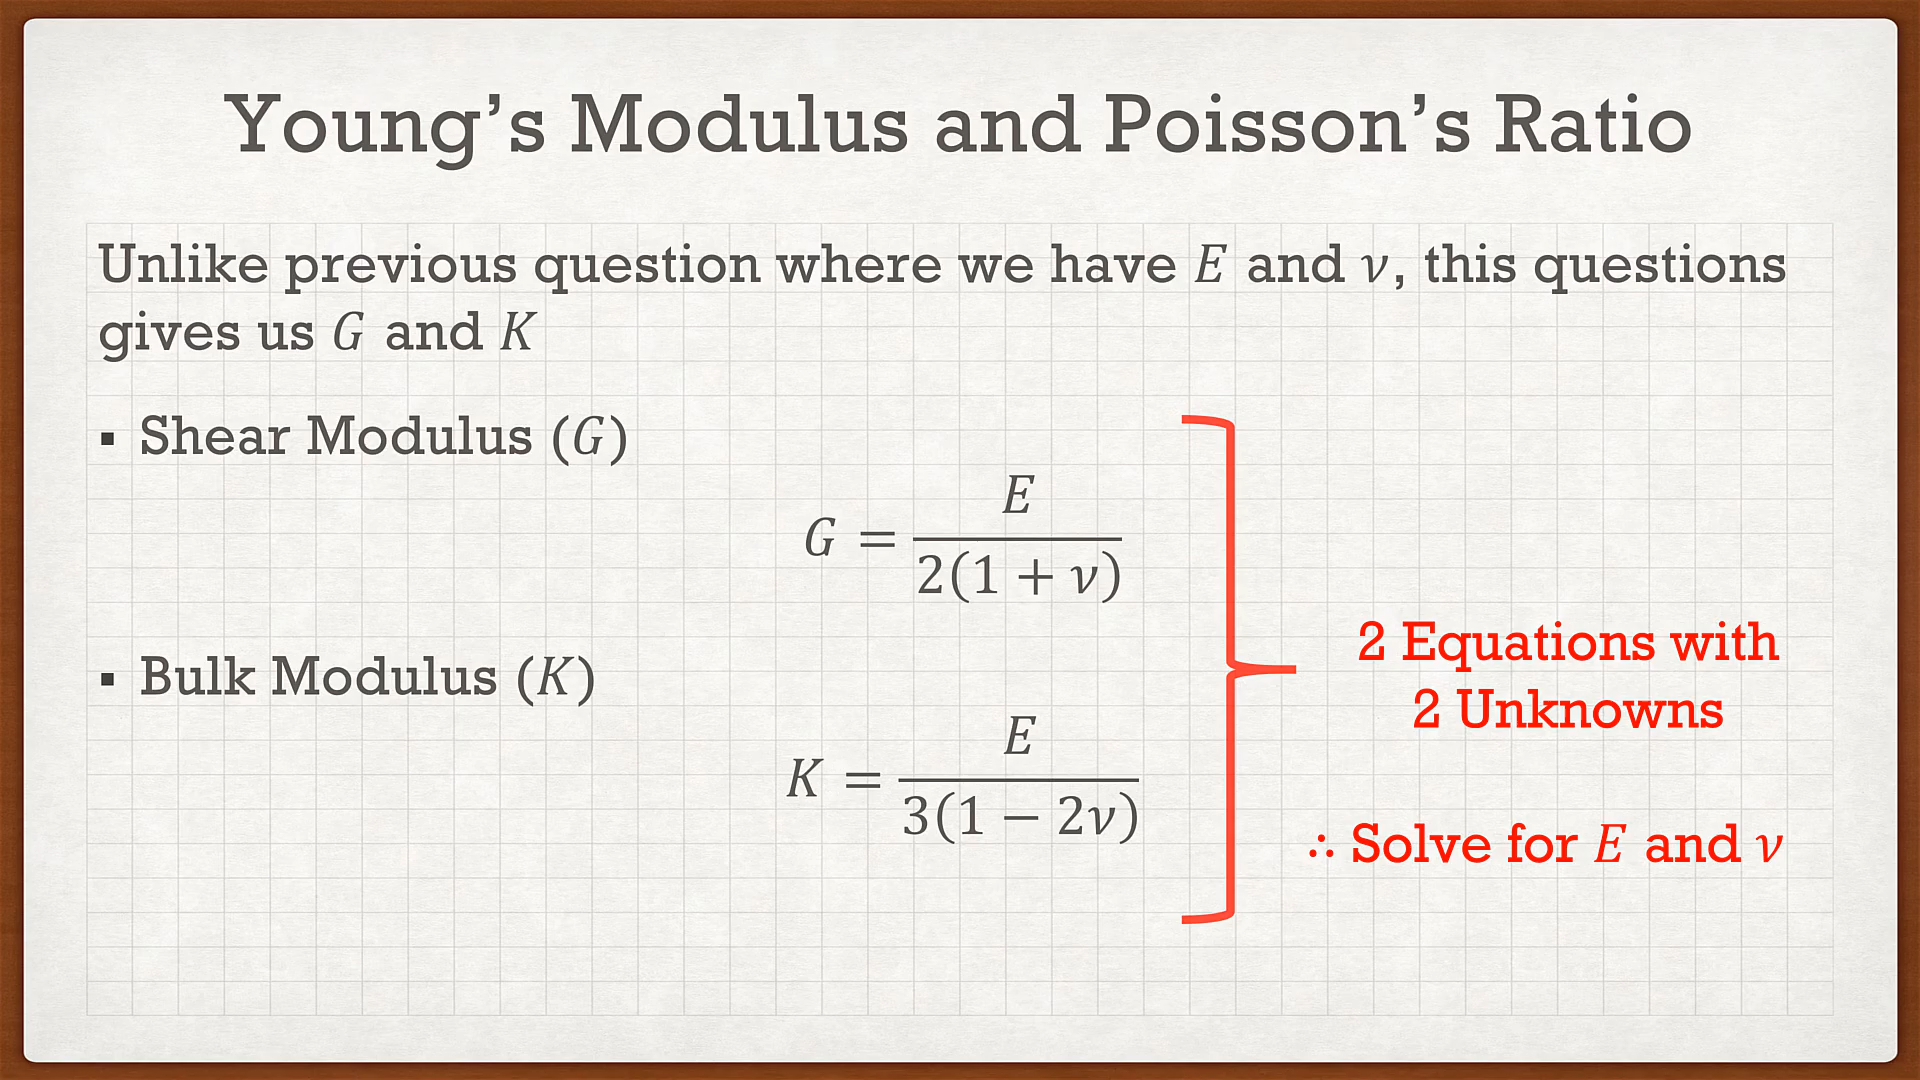 Young’s Modulus and Poisson’s Ratio
Unlike previous question where we have E and ν, this questions
gives us G and K
▪ Shear Modulus (G)
G = E / 2(1 + ν)
▪ Bulk Modulus (K)
K = E / 3(1 − 2ν)
2 Equations with
2 Unknowns
∴ Solve for E and ν